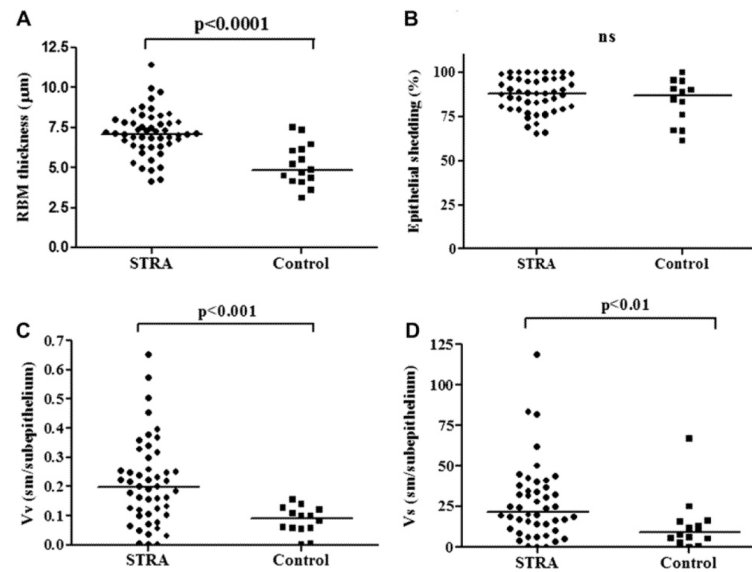 A
p<0.0001
RBM thickness (µm)
12.5
10.0
7.5
5.0
2.5
0.0
STRA
Control
B
ns
Epithelial shedding (%)
100
75
50
25
0
STRA
Control
C
p<0.001
Vv (sm/subepithelium)
0.7
0.6
0.5
0.4
0.3
0.2
0.1
0.0
STRA
Control
D
p<0.01
Vs (sm/subepithelium)
125
100
75
50
25
0
STRA
Control